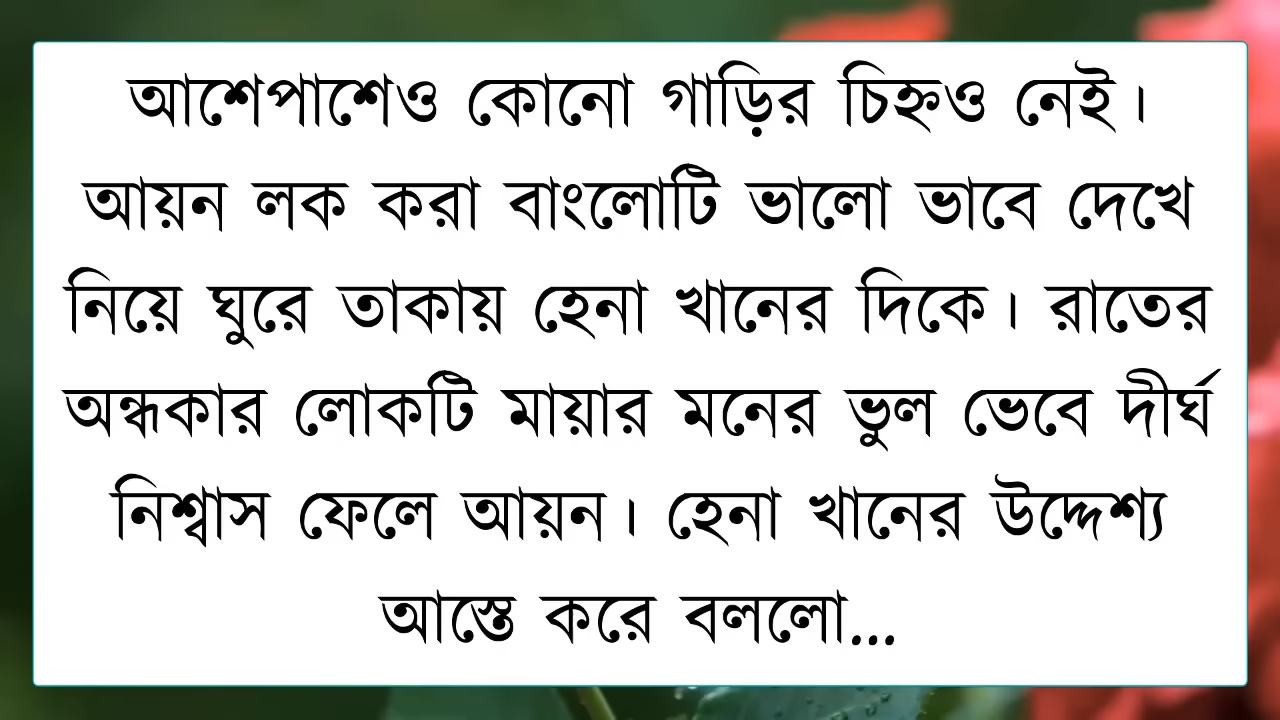 আশেপাশেও কোনো গাড়ির চিহ্নও নেই।
আয়ন লক করা বাংলোটি ভালো ভাবে দেখে
নিয়ে ঘুরে তাকায় হেনা খানের দিকে। রাতের
অন্ধকার লোকটি মায়ার মনের ভুল ভেবে দীর্ঘ
নিশ্বাস ফেলে আয়ন। হেনা খানের উদ্দেশ্য
আস্তে করে বললো...